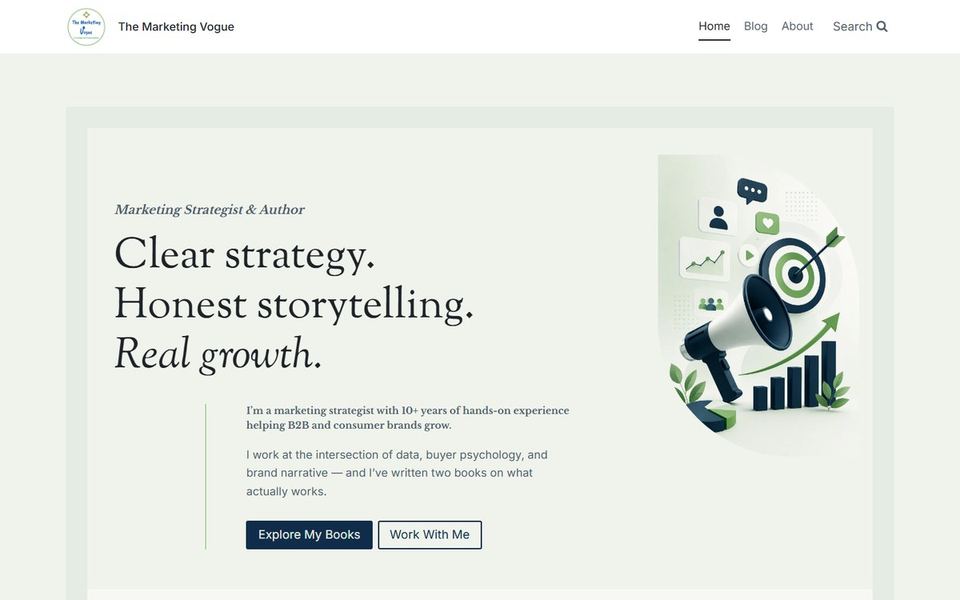 The Marketing
Vogue
The Marketing Vogue
Home
Blog
About
Search
Marketing Strategist & Author
Clear strategy.
Honest storytelling.
Real growth.
I'm a marketing strategist with 10+ years of hands-on experience
helping B2B and consumer brands grow.
I work at the intersection of data, buyer psychology, and
brand narrative — and I've written two books on what
actually works.
Explore My Books
Work With Me